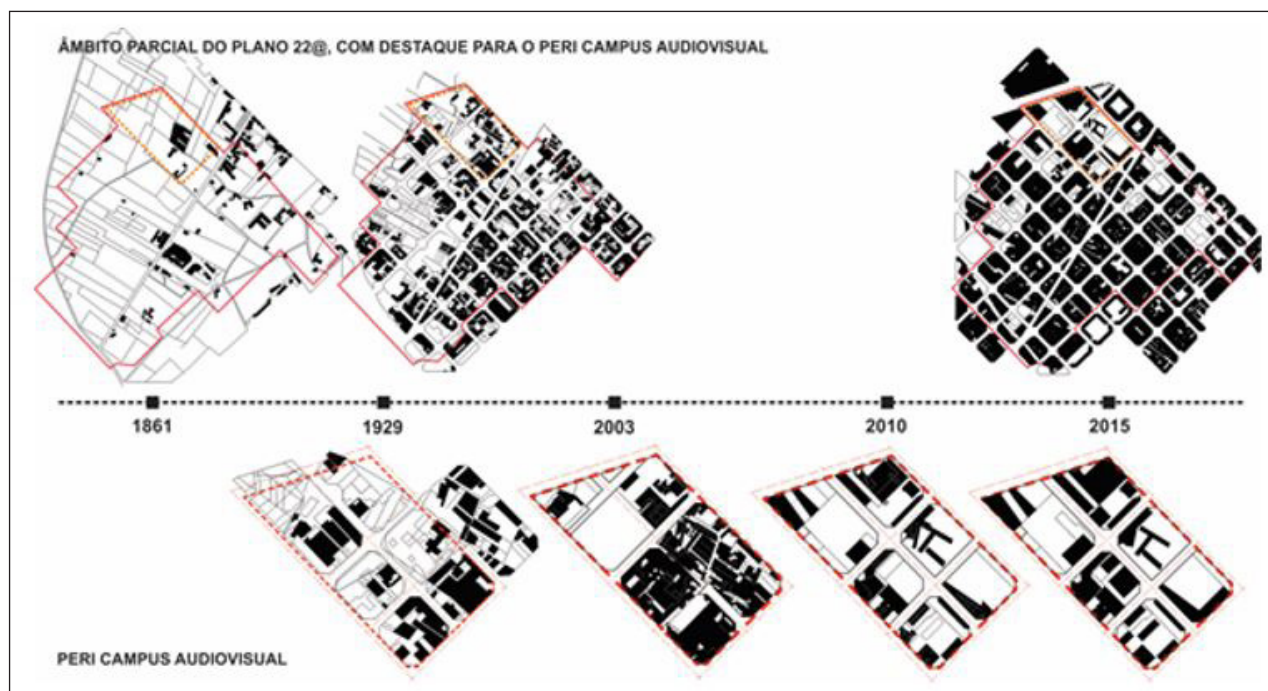 ÂMBITO PARCIAL DO PLANO 22@, COM DESTAQUE PARA O PERI CAMPUS AUDIOVISUAL
1861
1929
2003
2010
2015
PERI CAMPUS AUDIOVISUAL